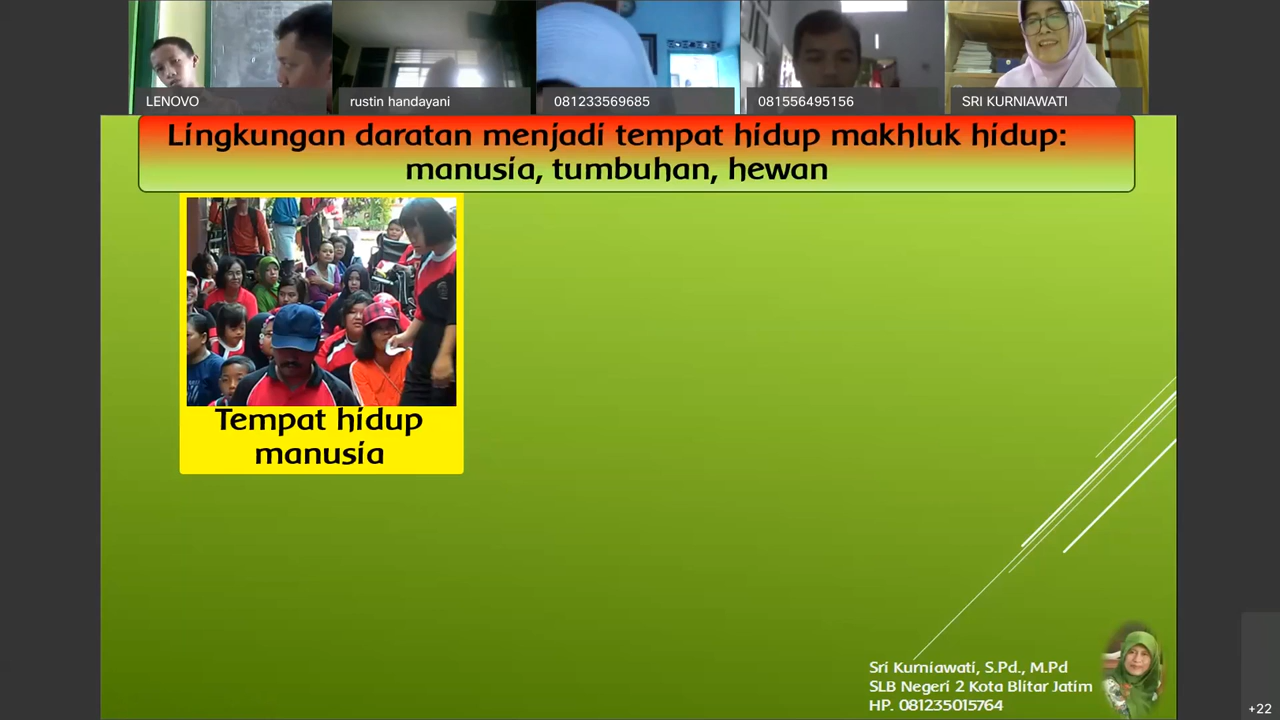 LENOVO
rustin handayani
081233569685
081556495156
SRI KURNIAWATI
Lingkungan daratan menjadi tempat hidup makhluk hidup:
manusia, tumbuhan, hewan
Tempat hidup
manusia
Sri Kurniawati, S.Pd., M.Pd
SLB Negeri 2 Kota Blitar Jatim
HP. 081235015764
+22